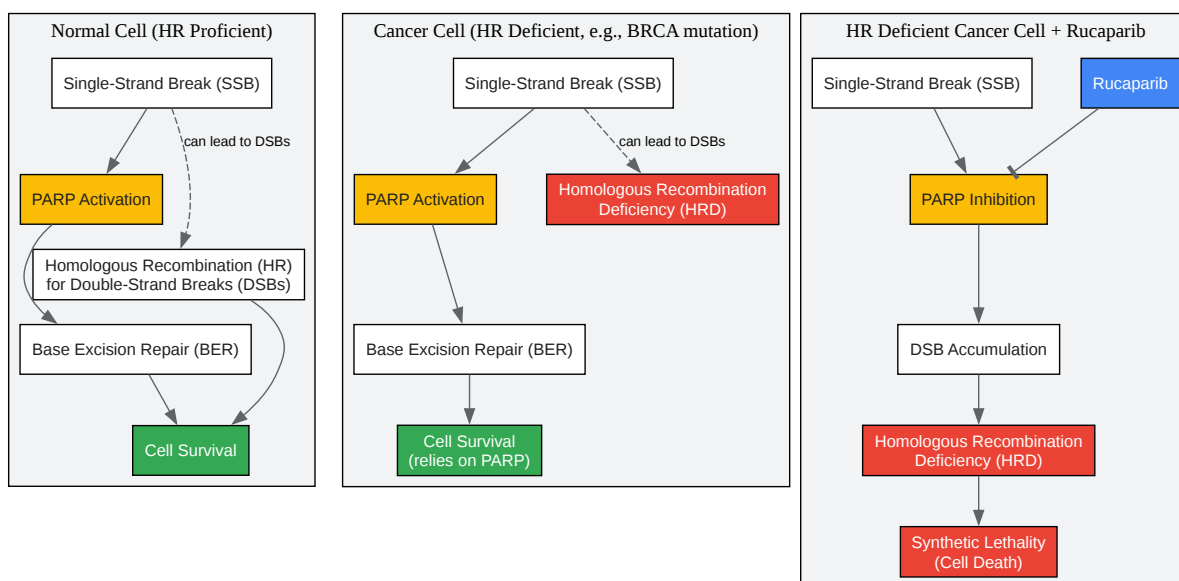 Normal Cell (HR Proficient)
Single-Strand Break (SSB)
can lead to DSBs
PARP Activation
Homologous Recombination (HR)
for Double-Strand Breaks (DSBs)
Base Excision Repair (BER)
Cell Survival
Cancer Cell (HR Deficient, e.g., BRCA mutation)
Single-Strand Break (SSB)
can lead to DSBs
PARP Activation
Homologous Recombination
Deficiency (HRD)
Base Excision Repair (BER)
Cell Survival
(relies on PARP)
HR Deficient Cancer Cell + Rucaparib
Single-Strand Break (SSB)
Rucaparib
PARP Inhibition
DSB Accumulation
Homologous Recombination
Deficiency (HRD)
Synthetic Lethality
(Cell Death)